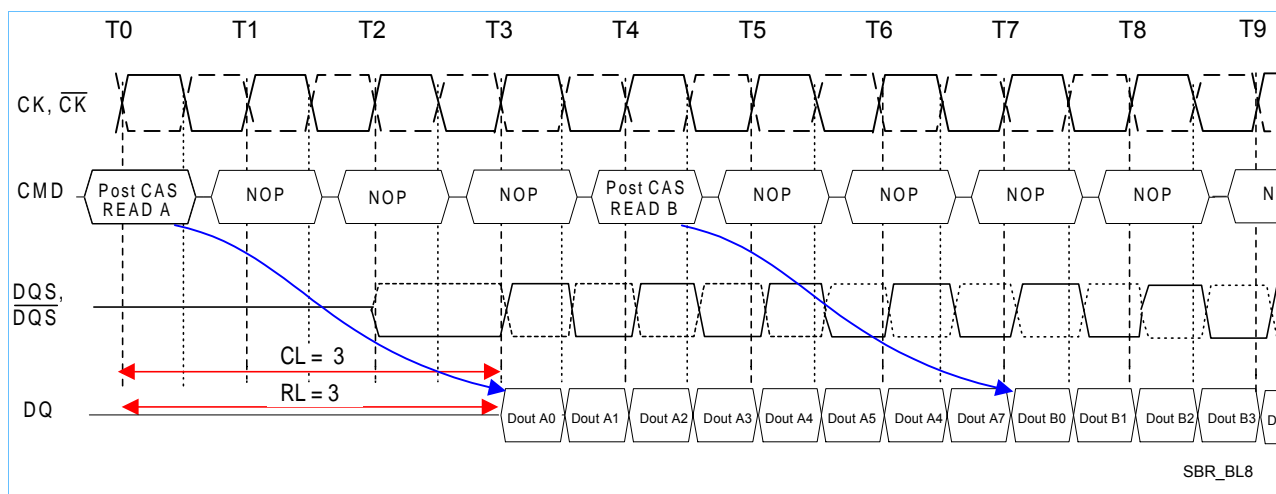 T0 T1 T2 T3 T4 T5 T6 T7 T8 T9
CK, CK
CMD
Post CAS
READ A
NOP
NOP
NOP
Post CAS
READ B
NOP
NOP
NOP
NOP
N
DQS,
DQS
CL = 3
RL = 3
DQ
Dout A0 Dout A1 Dout A2 Dout A3 Dout A4 Dout A5 Dout A4 Dout A7 Dout B0 Dout B1 Dout B2 Dout B3 D
SBR_BL8